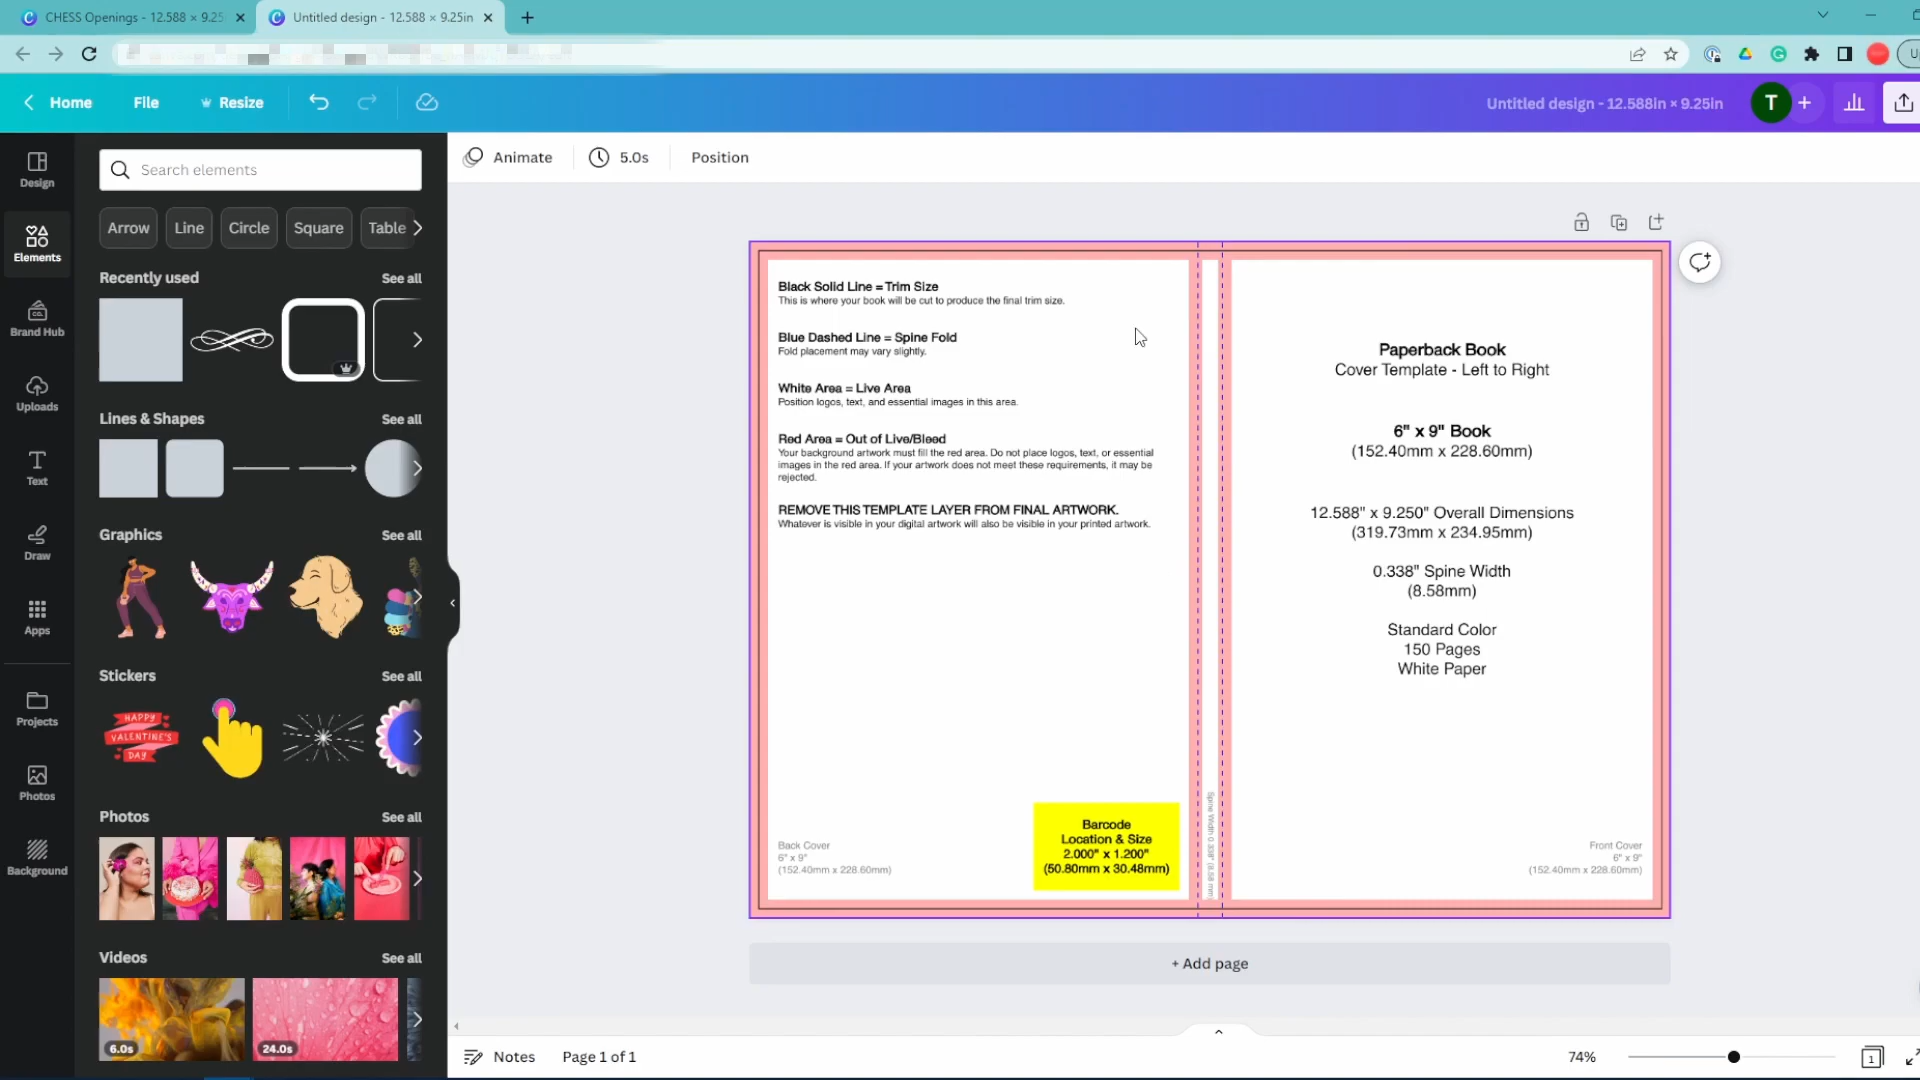 CHESS Openings - 12.588 × 9.25
Untitled design - 12.588 × 9.25in
Home
File
Resize
Untitled design - 12.588in × 9.25in
T
Design
Elements
Brand Hub
Uploads
Text
Draw
Apps
Projects
Photos
Background
Search elements
Arrow
Line
Circle
Square
Table
Recently used
See all
Lines & Shapes
See all
Graphics
See all
Stickers
See all
HAPPY
VALENTINE'S
DAY
Photos
See all
Videos
See all
6.0s
24.0s
Animate
5.0s
Position
Black Solid Line = Trim Size
This is where your book will be cut to produce the final trim size.
Blue Dashed Line = Spine Fold
Fold placement may vary slightly.
White Area = Live Area
Position logos, text, and essential images in this area.
Red Area = Out of Live/Bleed
Your background artwork must fill the red area. Do not place logos, text, or essential
images in the red area. If your artwork does not meet these requirements, it may be
rejected.
REMOVE THIS TEMPLATE LAYER FROM FINAL ARTWORK.
Whatever is visible in your digital artwork will also be visible in your printed artwork.
Back Cover
6" x 9"
(152.40mm x 228.60mm)
Barcode
Location & Size
2.000" x 1.200"
(50.80mm x 30.48mm)
Spine Width 0.338" (8.58 mm)
Paperback Book
Cover Template - Left to Right
6" x 9" Book
(152.40mm x 228.60mm)
12.588" x 9.250" Overall Dimensions
(319.73mm x 234.95mm)
0.338" Spine Width
(8.58mm)
Standard Color
150 Pages
White Paper
Front Cover
6" x 9"
(152.40mm x 228.60mm)
+ Add page
Notes
Page 1 of 1
74%
1